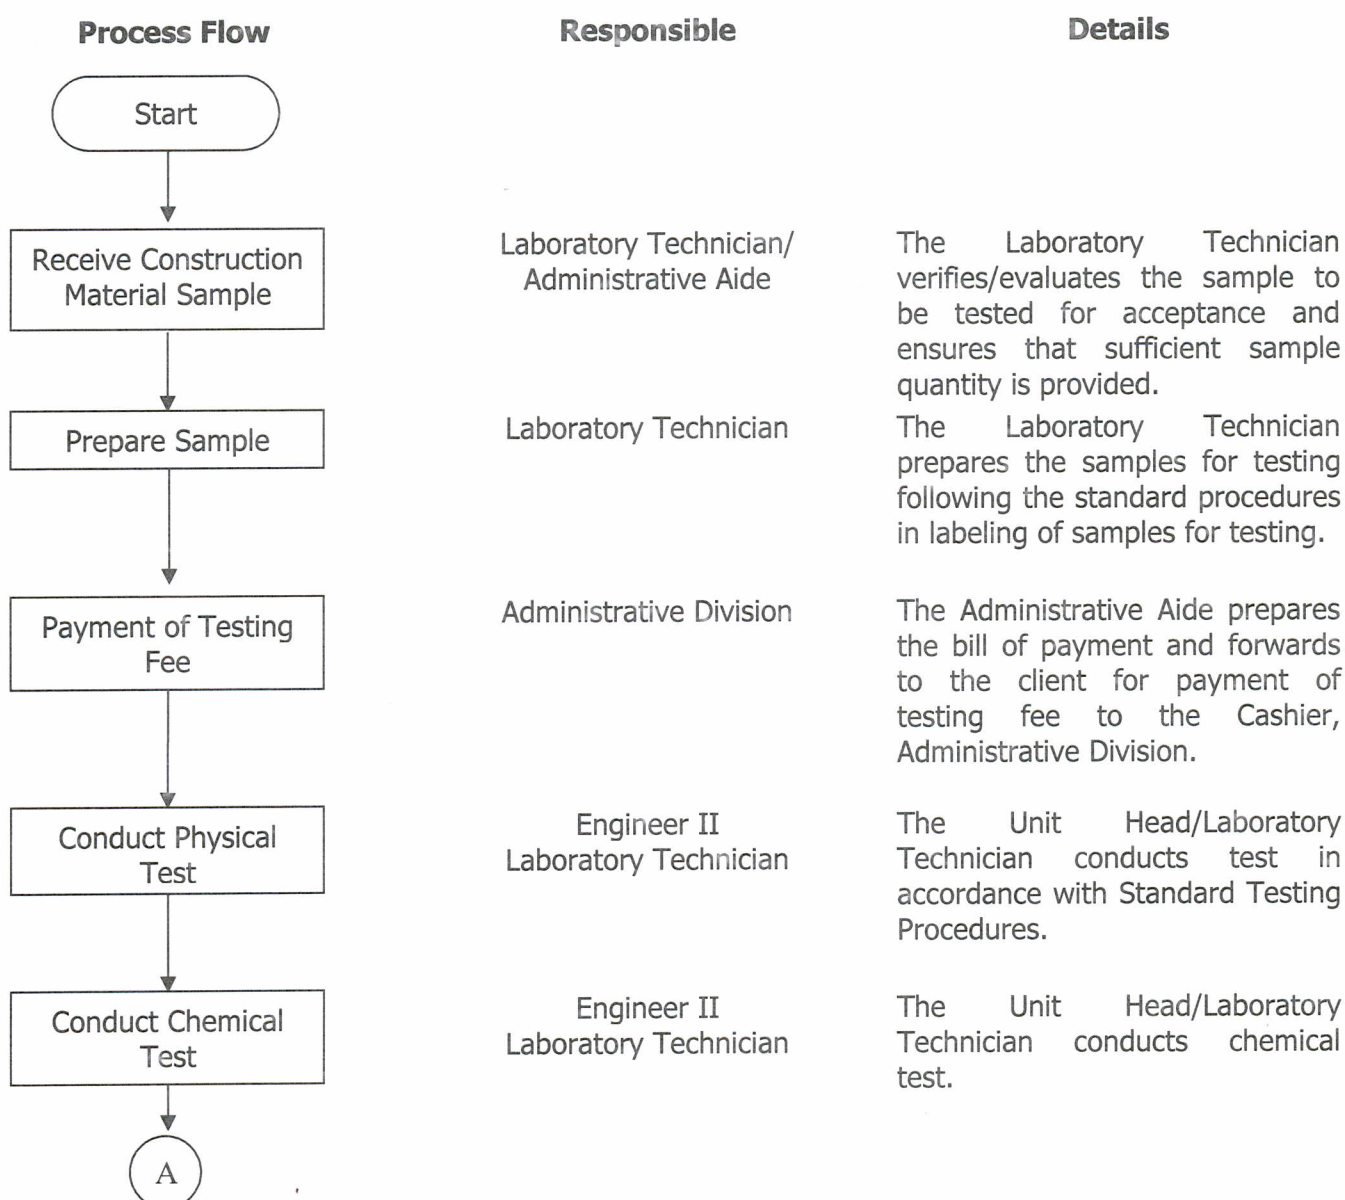 Process Flow
Responsible
Details
Start
Receive Construction
Material Sample
Laboratory Technician/
Administrative Aide
The Laboratory Technician
verifies/evaluates the sample to
be tested for acceptance and
ensures that sufficient sample
quantity is provided.
Prepare Sample
Laboratory Technician
The Laboratory Technician
prepares the samples for testing
following the standard procedures
in labeling of samples for testing.
Payment of Testing
Fee
Administrative Division
The Administrative Aide prepares
the bill of payment and forwards
to the client for payment of
testing fee to the Cashier,
Administrative Division.
Conduct Physical
Test
Engineer II
Laboratory Technician
The Unit Head/Laboratory
Technician conducts test in
accordance with Standard Testing
Procedures.
Conduct Chemical
Test
Engineer II
Laboratory Technician
The Unit Head/Laboratory
Technician conducts chemical
test.
A